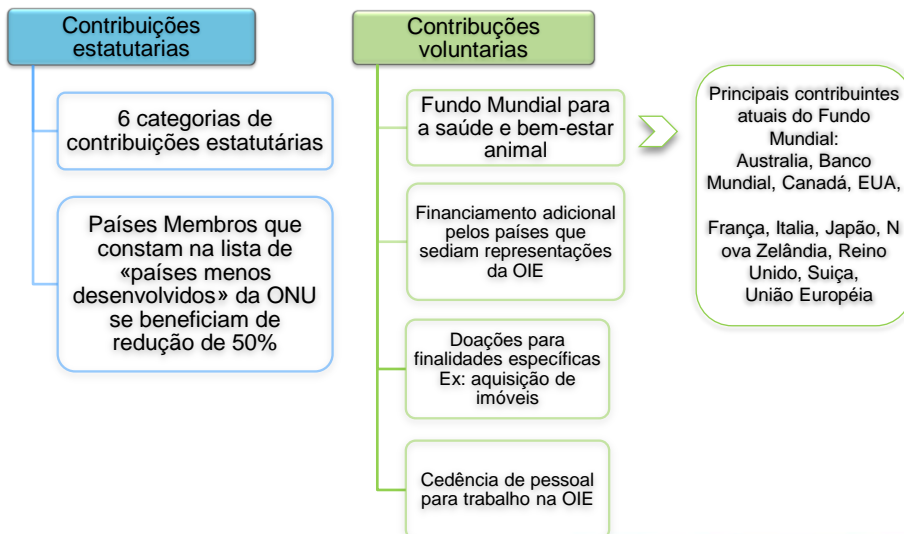 Contribuições
estatutarias
6 categorias de
contribuições estatutárias
Países Membros que
constam na lista de
«países menos
desenvolvidos» da ONU
se beneficiam de
redução de 50%
Contribuções
voluntarias
Fundo Mundial para
a saúde e bem-estar
animal
Financiamento adicional
pelos países que
sediam representações
da OIE
Doações para
finalidades específicas
Ex: aquisição de
imóveis
Cedência de pessoal
para trabalho na OIE
Principais contribuintes
atuais do Fundo
Mundial:
Australia, Banco
Mundial, Canadá, EUA,
França, Italia, Japão, N
ova Zelândia, Reino
Unido, Suiça,
União Européia